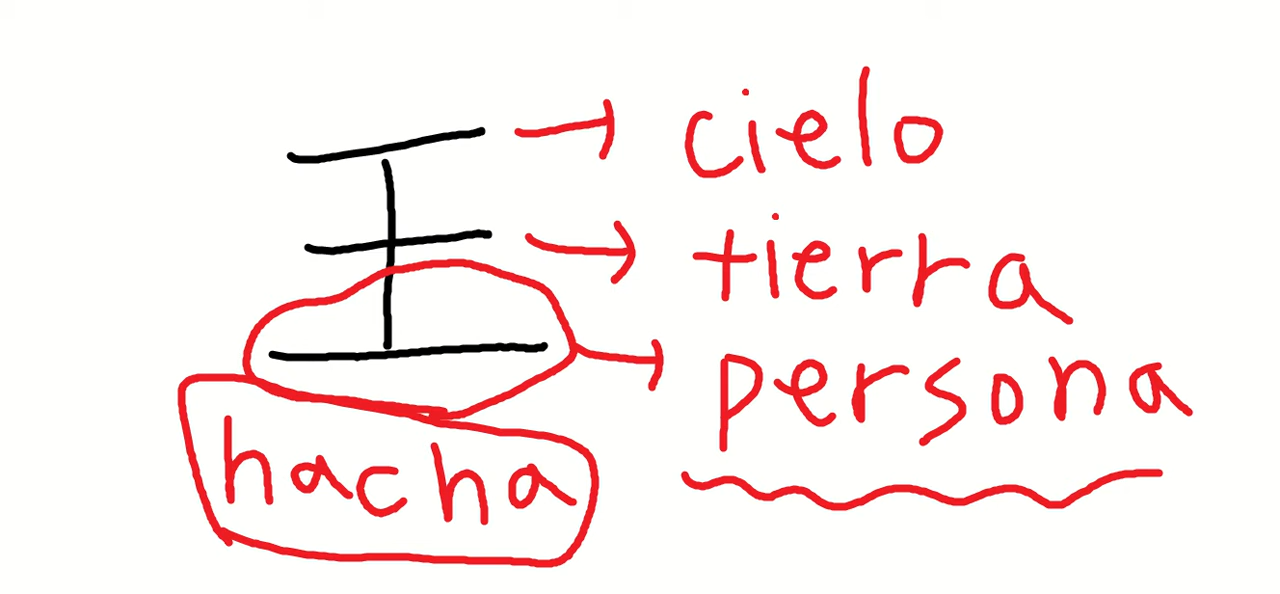 王
cielo
tierra
persona
hacha